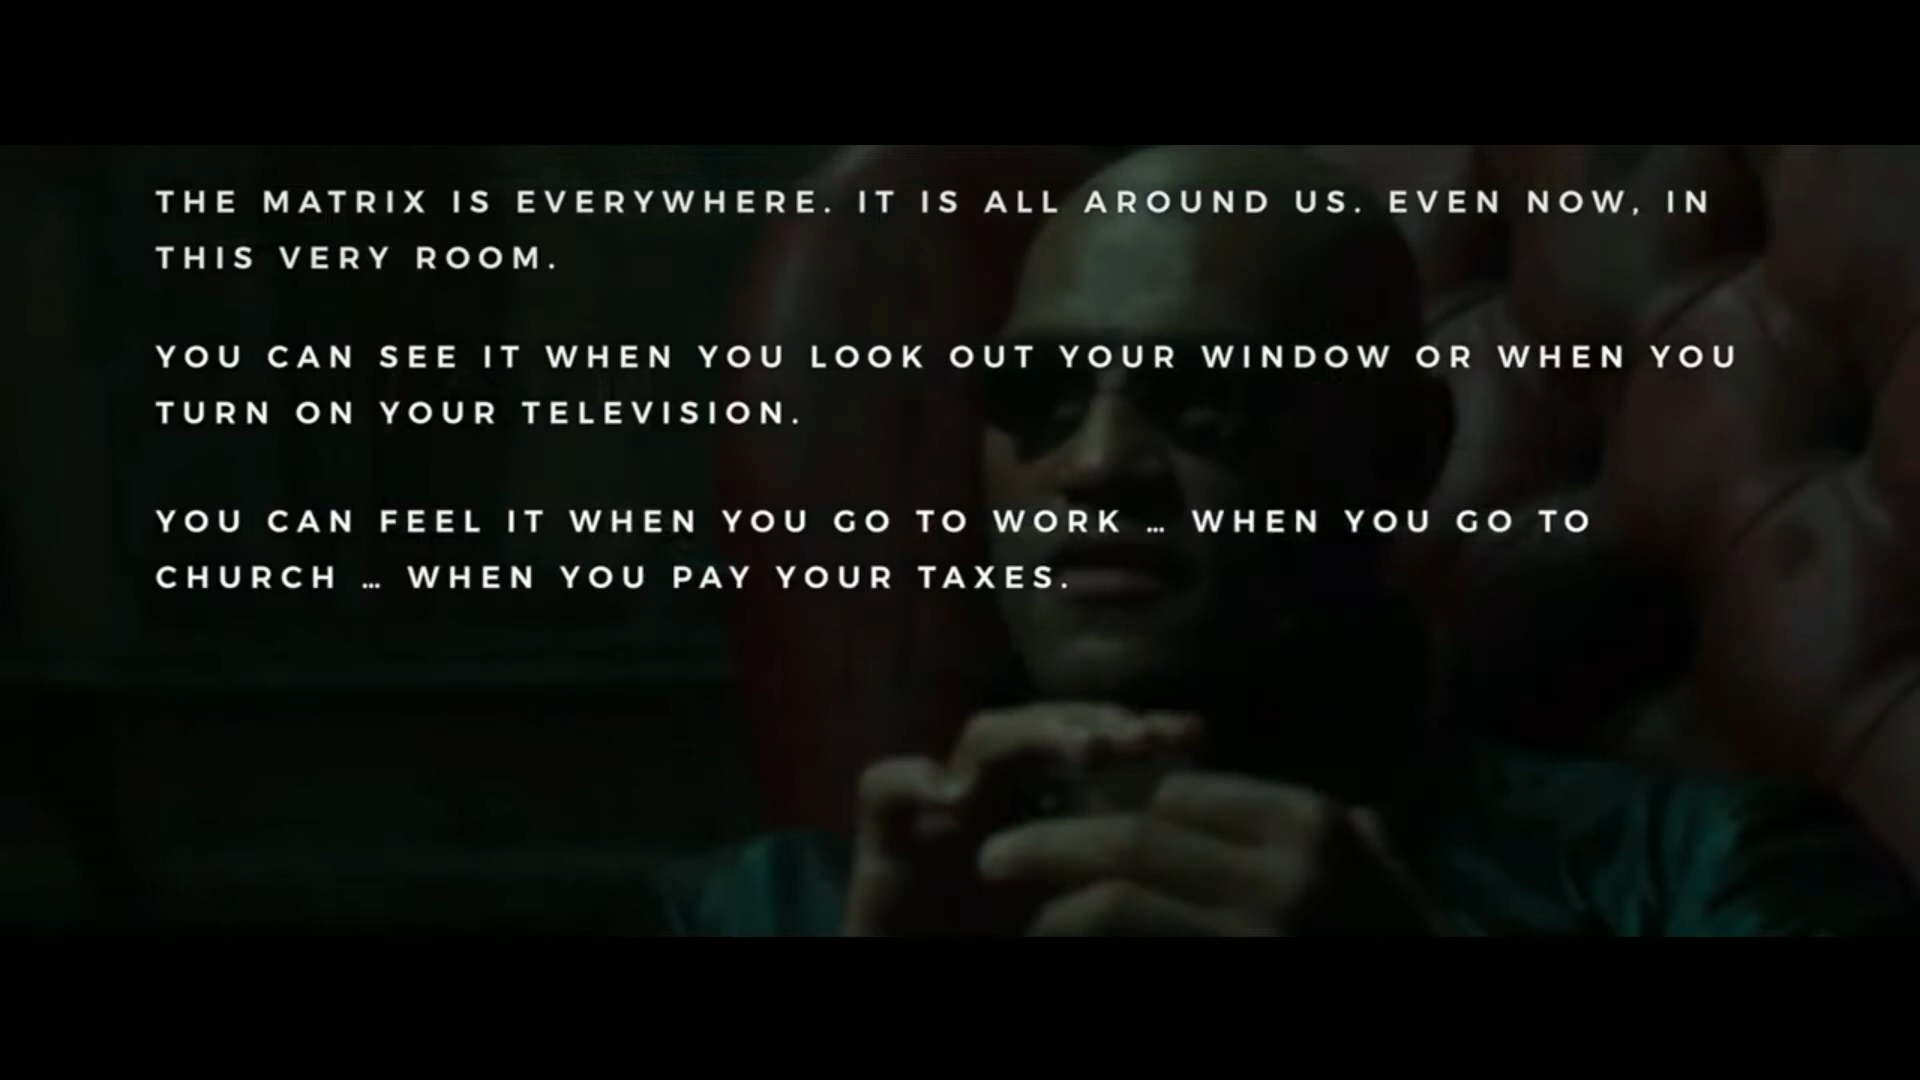 THE MATRIX IS EVERYWHERE. IT IS ALL AROUND US. EVEN NOW, IN
THIS VERY ROOM.
YOU CAN SEE IT WHEN YOU LOOK OUT YOUR WINDOW OR WHEN YOU
TURN ON YOUR TELEVISION.
YOU CAN FEEL IT WHEN YOU GO TO WORK … WHEN YOU GO TO
CHURCH … WHEN YOU PAY YOUR TAXES.